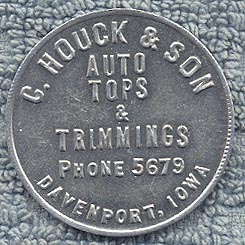 C. HOUCK & SON
AUTO
TOPS
&
TRIMMINGS
PHONE 5679
DAVENPORT, IOWA